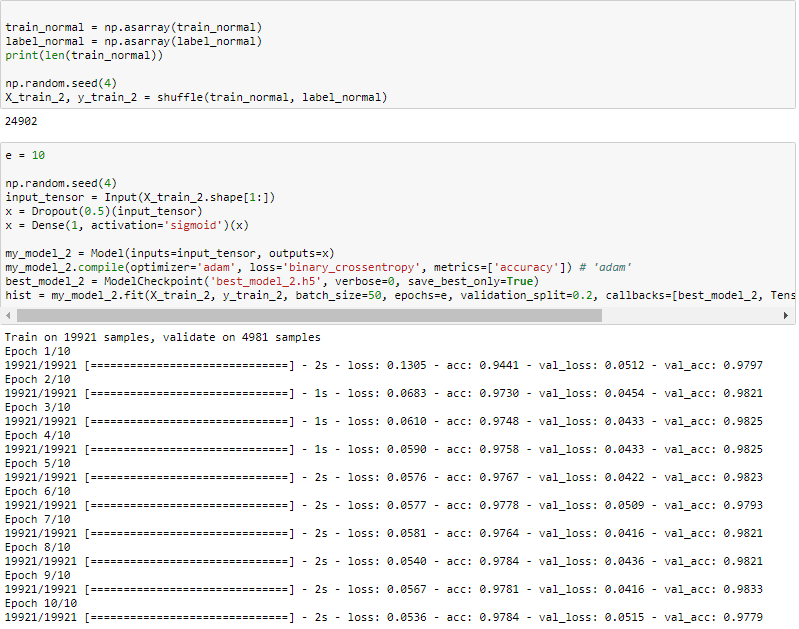 train_normal = np.asarray(train_normal)
label_normal = np.asarray(label_normal)
print(len(train_normal))
np.random.seed(4)
X_train_2, y_train_2 = shuffle(train_normal, label_normal)
24902
e = 10
np.random.seed(4)
input_tensor = Input(X_train_2.shape[1:])
x = Dropout(0.5)(input_tensor)
x = Dense(1, activation='sigmoid')(x)
my_model_2 = Model(inputs=input_tensor, outputs=x)
my_model_2.compile(optimizer='adam', loss='binary_crossentropy', metrics=['accuracy']) # 'adam'
best_model_2 = ModelCheckpoint('best_model_2.h5', verbose=0, save_best_only=True)
hist = my_model_2.fit(X_train_2, y_train_2, batch_size=50, epochs=e, validation_split=0.2, callbacks=[best_model_2, Tens
Train on 19921 samples, validate on 4981 samples
Epoch 1/10
19921/19921 [==============================] - 2s - loss: 0.1305 - acc: 0.9441 - val_loss: 0.0512 - val_acc: 0.9797
Epoch 2/10
19921/19921 [==============================] - 1s - loss: 0.0683 - acc: 0.9730 - val_loss: 0.0454 - val_acc: 0.9821
Epoch 3/10
19921/19921 [==============================] - 1s - loss: 0.0610 - acc: 0.9748 - val_loss: 0.0433 - val_acc: 0.9825
Epoch 4/10
19921/19921 [==============================] - 1s - loss: 0.0590 - acc: 0.9758 - val_loss: 0.0433 - val_acc: 0.9825
Epoch 5/10
19921/19921 [==============================] - 2s - loss: 0.0576 - acc: 0.9767 - val_loss: 0.0422 - val_acc: 0.9823
Epoch 6/10
19921/19921 [==============================] - 2s - loss: 0.0577 - acc: 0.9778 - val_loss: 0.0509 - val_acc: 0.9793
Epoch 7/10
19921/19921 [==============================] - 2s - loss: 0.0581 - acc: 0.9764 - val_loss: 0.0416 - val_acc: 0.9821
Epoch 8/10
19921/19921 [==============================] - 2s - loss: 0.0540 - acc: 0.9784 - val_loss: 0.0436 - val_acc: 0.9821
Epoch 9/10
19921/19921 [==============================] - 2s - loss: 0.0567 - acc: 0.9781 - val_loss: 0.0416 - val_acc: 0.9833
Epoch 10/10
19921/19921 [==============================] - 2s - loss: 0.0536 - acc: 0.9784 - val_loss: 0.0515 - val_acc: 0.9779